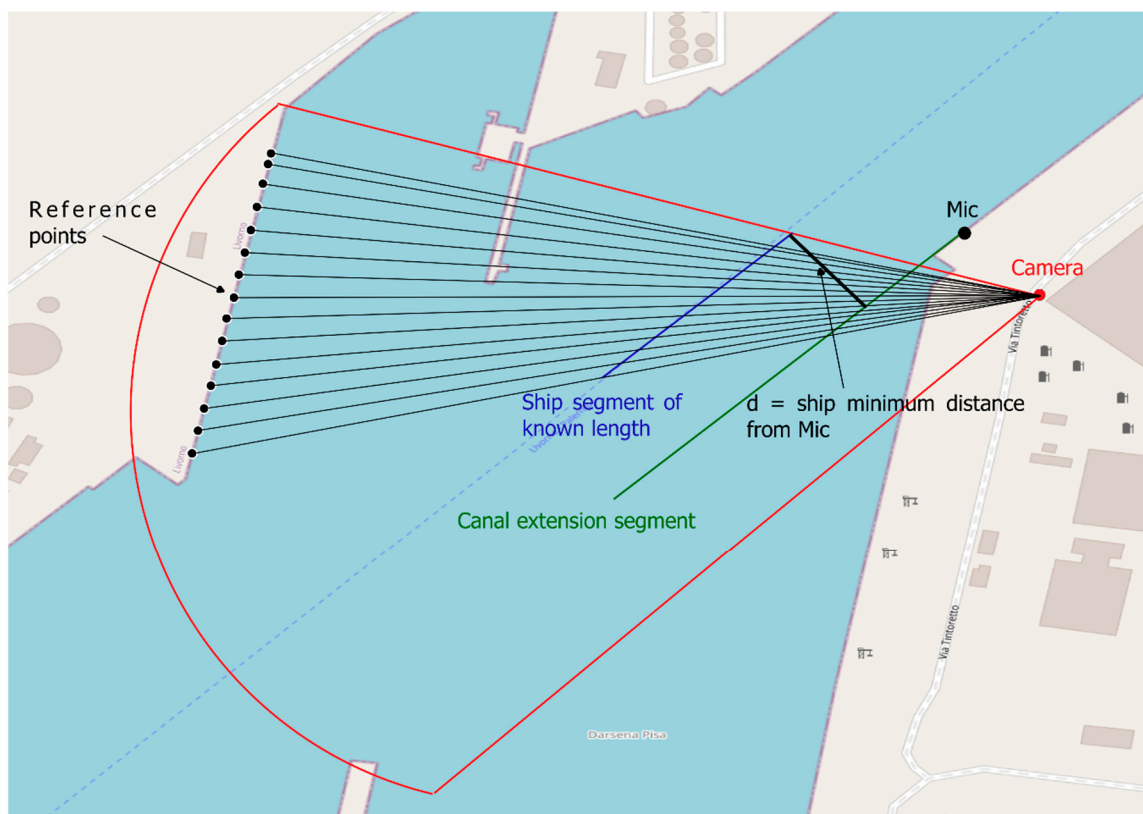 Reference
points
Livorno
Mic
Camera
Via Tintoretto
Ship segment of
known length
d = ship minimum distance
from Mic
Livorno
Canal extension segment
Via Tintoretto
Darsena Pisa